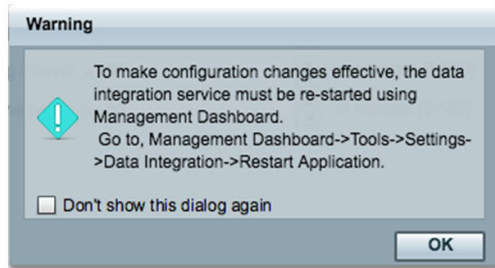 Warning
To make configuration changes effective, the data
integration service must be re-started using
Management Dashboard.
Go to, Management Dashboard->Tools->Settings-
>Data Integration->Restart Application.
Don't show this dialog again
OK